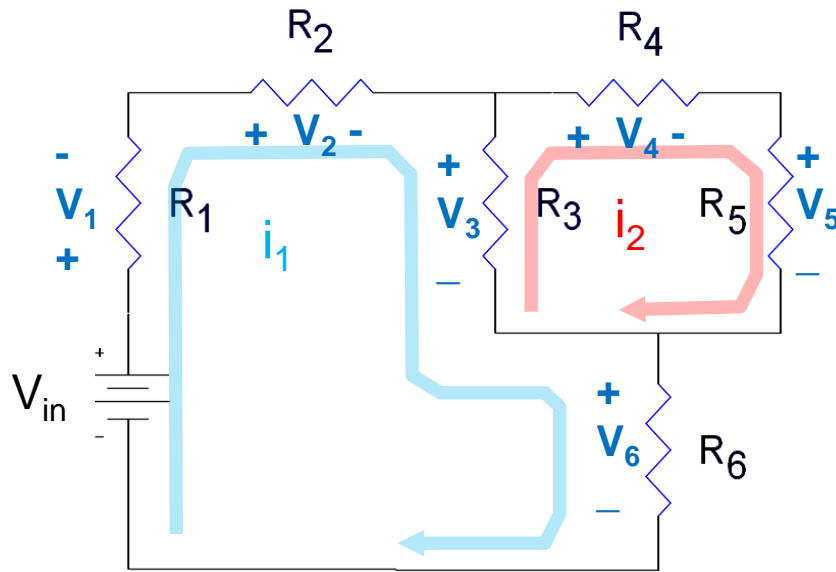 R2
R4
+ V2 -
+ V4 -
-
V1
+
R1
i1
+
V3
–
R3
i2
R5
+
V5
–
+
Vin
–
+
V6
–
R6